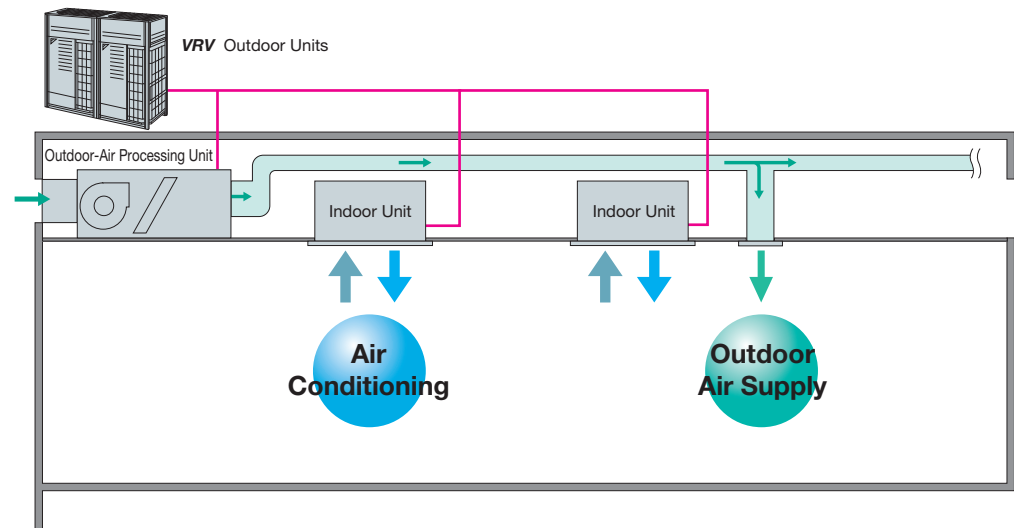 VRV Outdoor Units
Outdoor-Air Processing Unit
Indoor Unit
Indoor Unit
Air
Conditioning
Outdoor
Air Supply